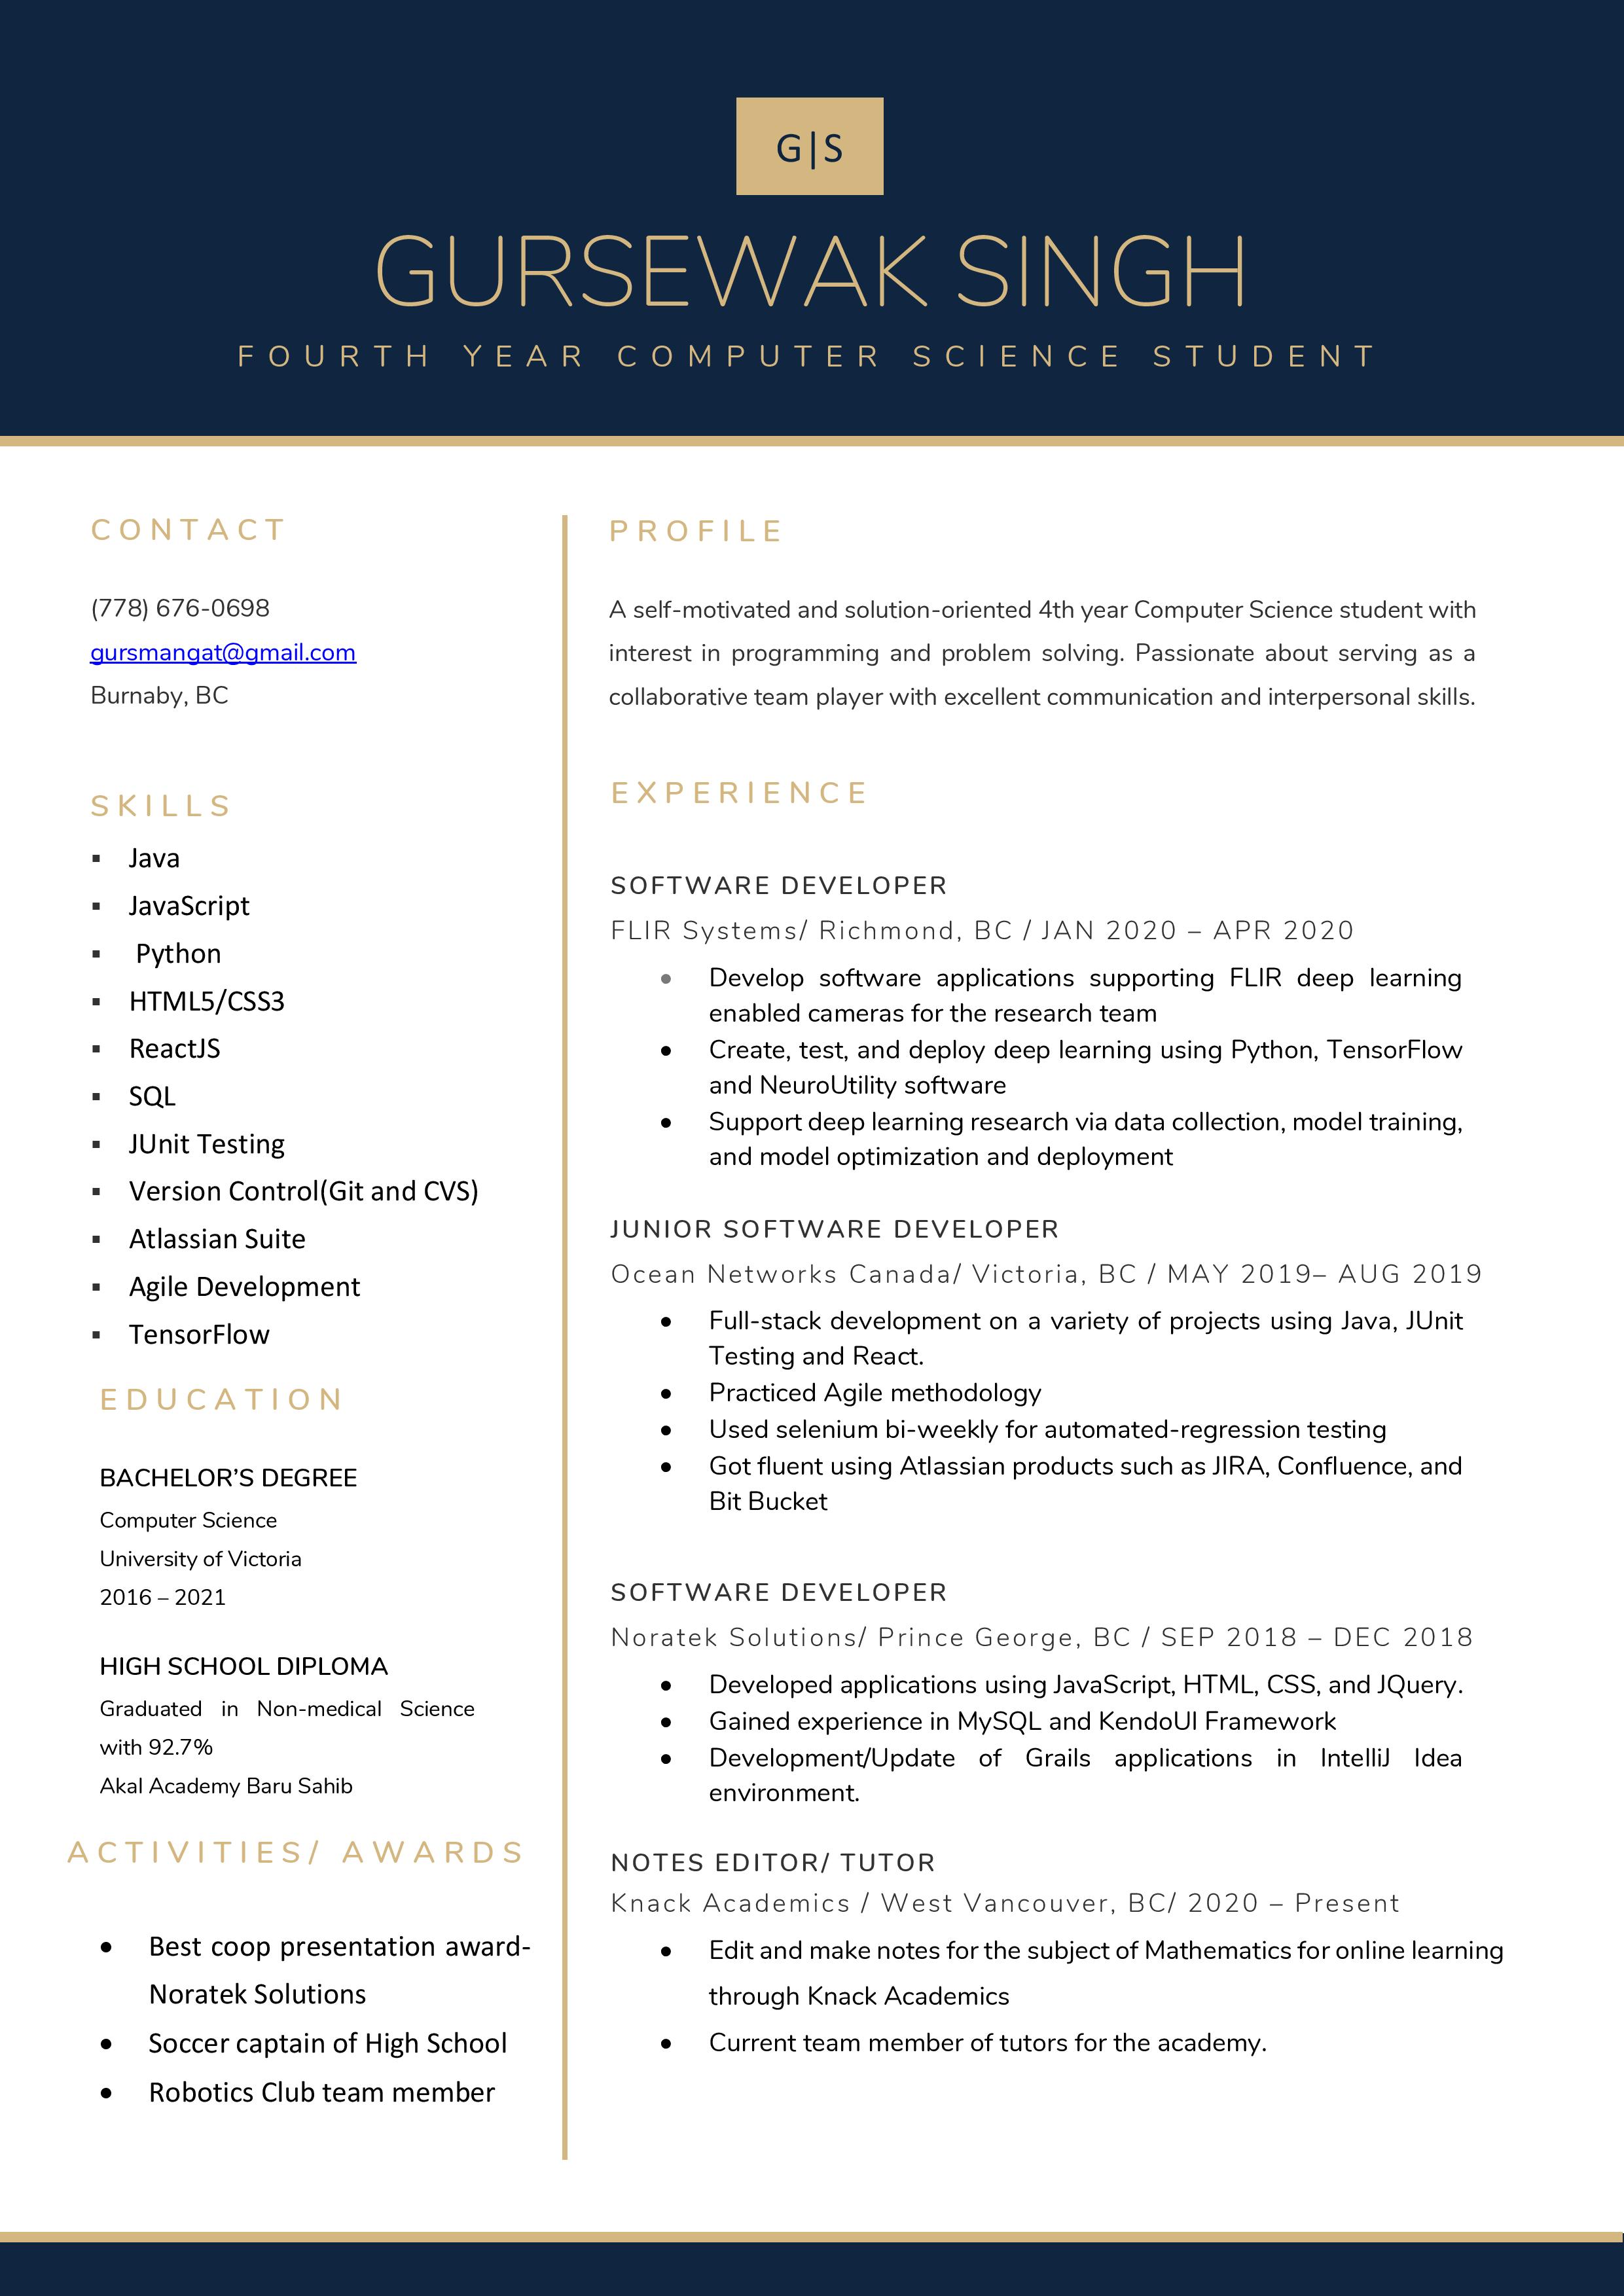 G|S
GURSEWAK SINGH
FOURTH YEAR COMPUTER SCIENCE STUDENT
CONTACT
(778) 676-0698
gursmangat@gmail.com
Burnaby, BC
SKILLS
▪ Java
▪ JavaScript
▪ Python
▪ HTML5/CSS3
▪ ReactJS
▪ SQL
▪ JUnit Testing
▪ Version Control(Git and CVS)
▪ Atlassian Suite
▪ Agile Development
▪ TensorFlow
EDUCATION
BACHELOR’S DEGREE
Computer Science
University of Victoria
2016 – 2021
HIGH SCHOOL DIPLOMA
Graduated in Non-medical Science
with 92.7%
Akal Academy Baru Sahib
ACTIVITIES/ AWARDS
● Best coop presentation award-
Noratek Solutions
● Soccer captain of High School
● Robotics Club team member
PROFILE
A self-motivated and solution-oriented 4th year Computer Science student with
interest in programming and problem solving. Passionate about serving as a
collaborative team player with excellent communication and interpersonal skills.
EXPERIENCE
SOFTWARE DEVELOPER
FLIR Systems/ Richmond, BC / JAN 2020 – APR 2020
● Develop software applications supporting FLIR deep learning
enabled cameras for the research team
● Create, test, and deploy deep learning using Python, TensorFlow
and NeuroUtility software
● Support deep learning research via data collection, model training,
and model optimization and deployment
JUNIOR SOFTWARE DEVELOPER
Ocean Networks Canada/ Victoria, BC / MAY 2019– AUG 2019
● Full-stack development on a variety of projects using Java, JUnit
Testing and React.
● Practiced Agile methodology
● Used selenium bi-weekly for automated-regression testing
● Got fluent using Atlassian products such as JIRA, Confluence, and
Bit Bucket
SOFTWARE DEVELOPER
Noratek Solutions/ Prince George, BC / SEP 2018 – DEC 2018
● Developed applications using JavaScript, HTML, CSS, and JQuery.
● Gained experience in MySQL and KendoUI Framework
● Development/Update of Grails applications in IntelliJ Idea
environment.
NOTES EDITOR/ TUTOR
Knack Academics / West Vancouver, BC/ 2020 – Present
● Edit and make notes for the subject of Mathematics for online learning
through Knack Academics
● Current team member of tutors for the academy.